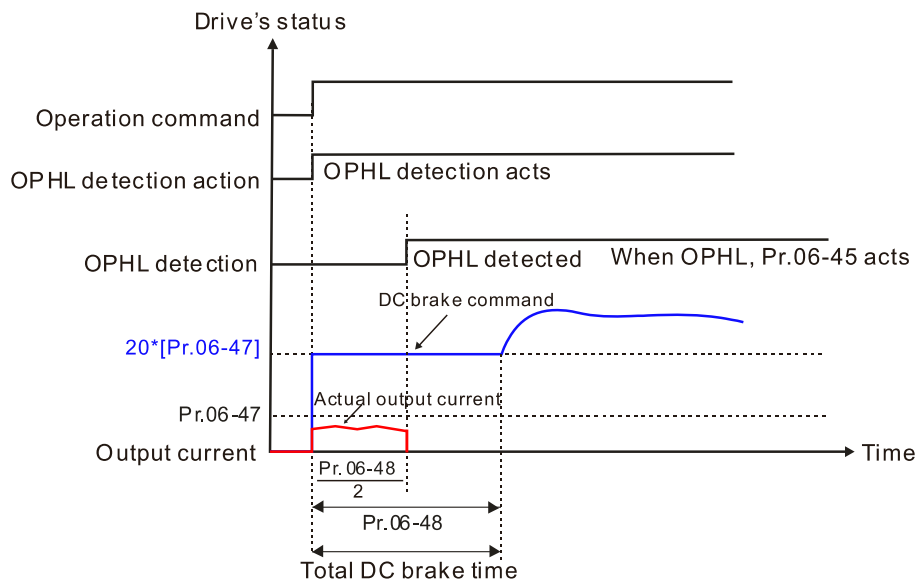 Drive's status
Operation command
OPHL detection action
OPHL detection acts
OPHL detection
OPHL detected
When OPHL, Pr.06-45 acts
DC brake command
20*[Pr.06-47]
Actual output current
Pr.06-47
Output current
Time
Pr.06-48
2
Pr.06-48
Total DC brake time